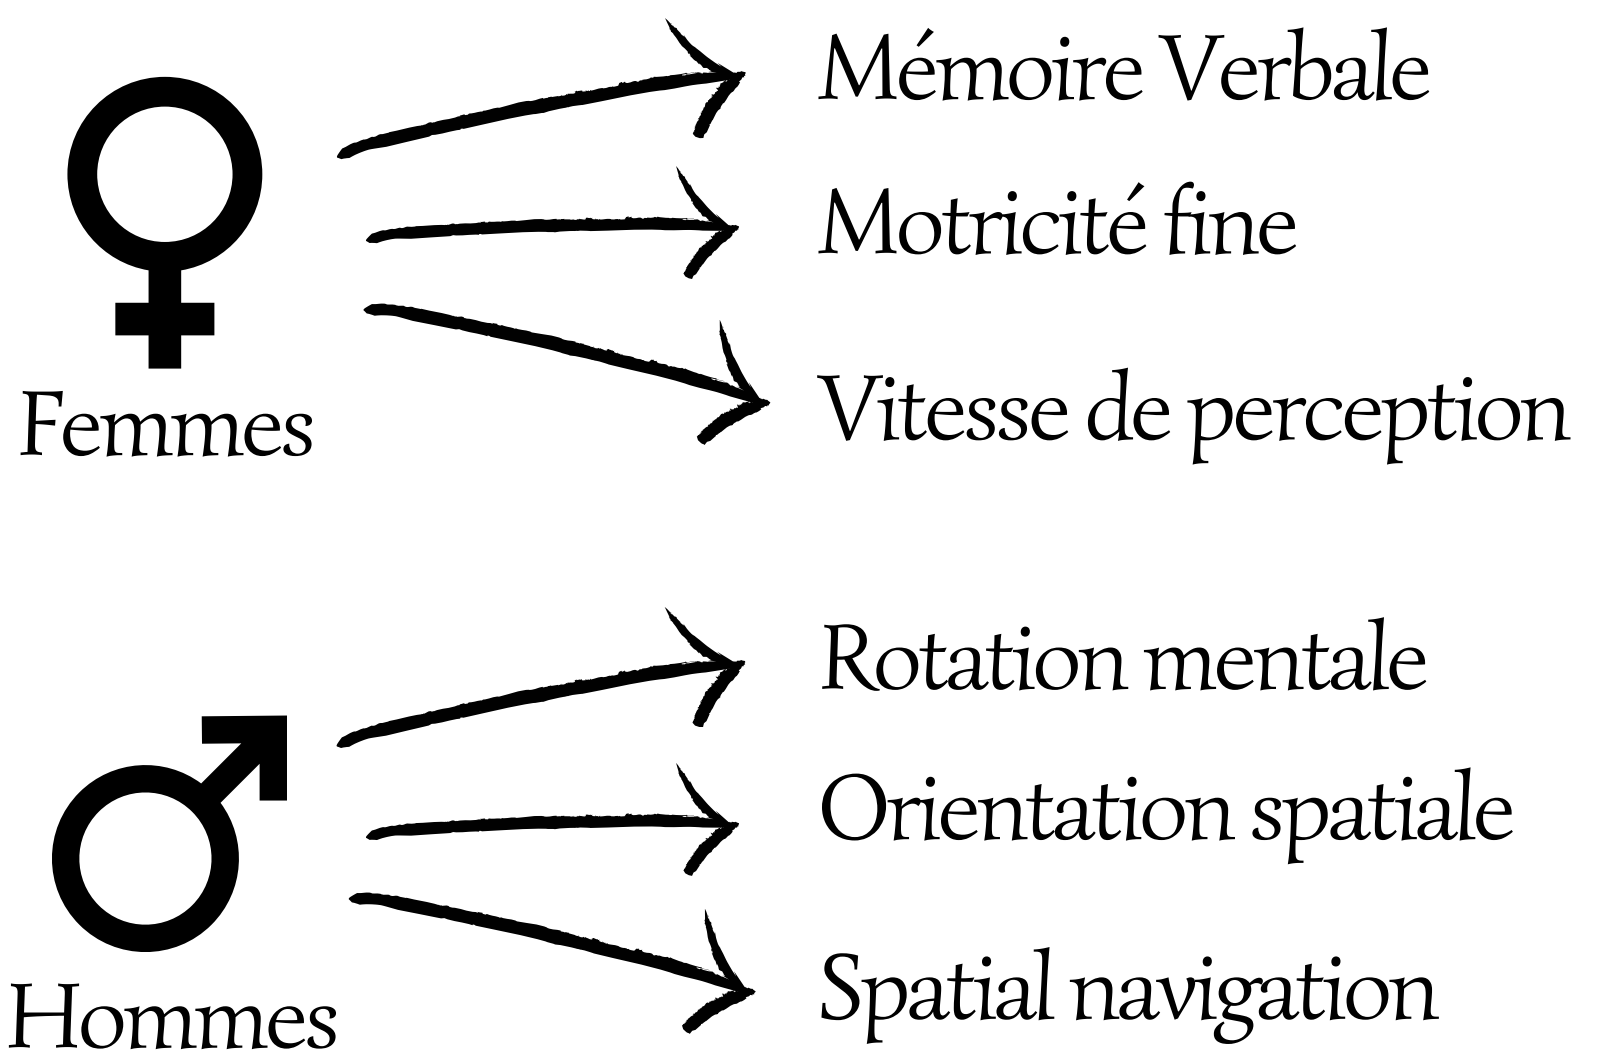 Mémoire Verbale
Motricité fine
Vitesse de perception
Femmes
Rotation mentale
Orientation spatiale
Spatial navigation
Hommes